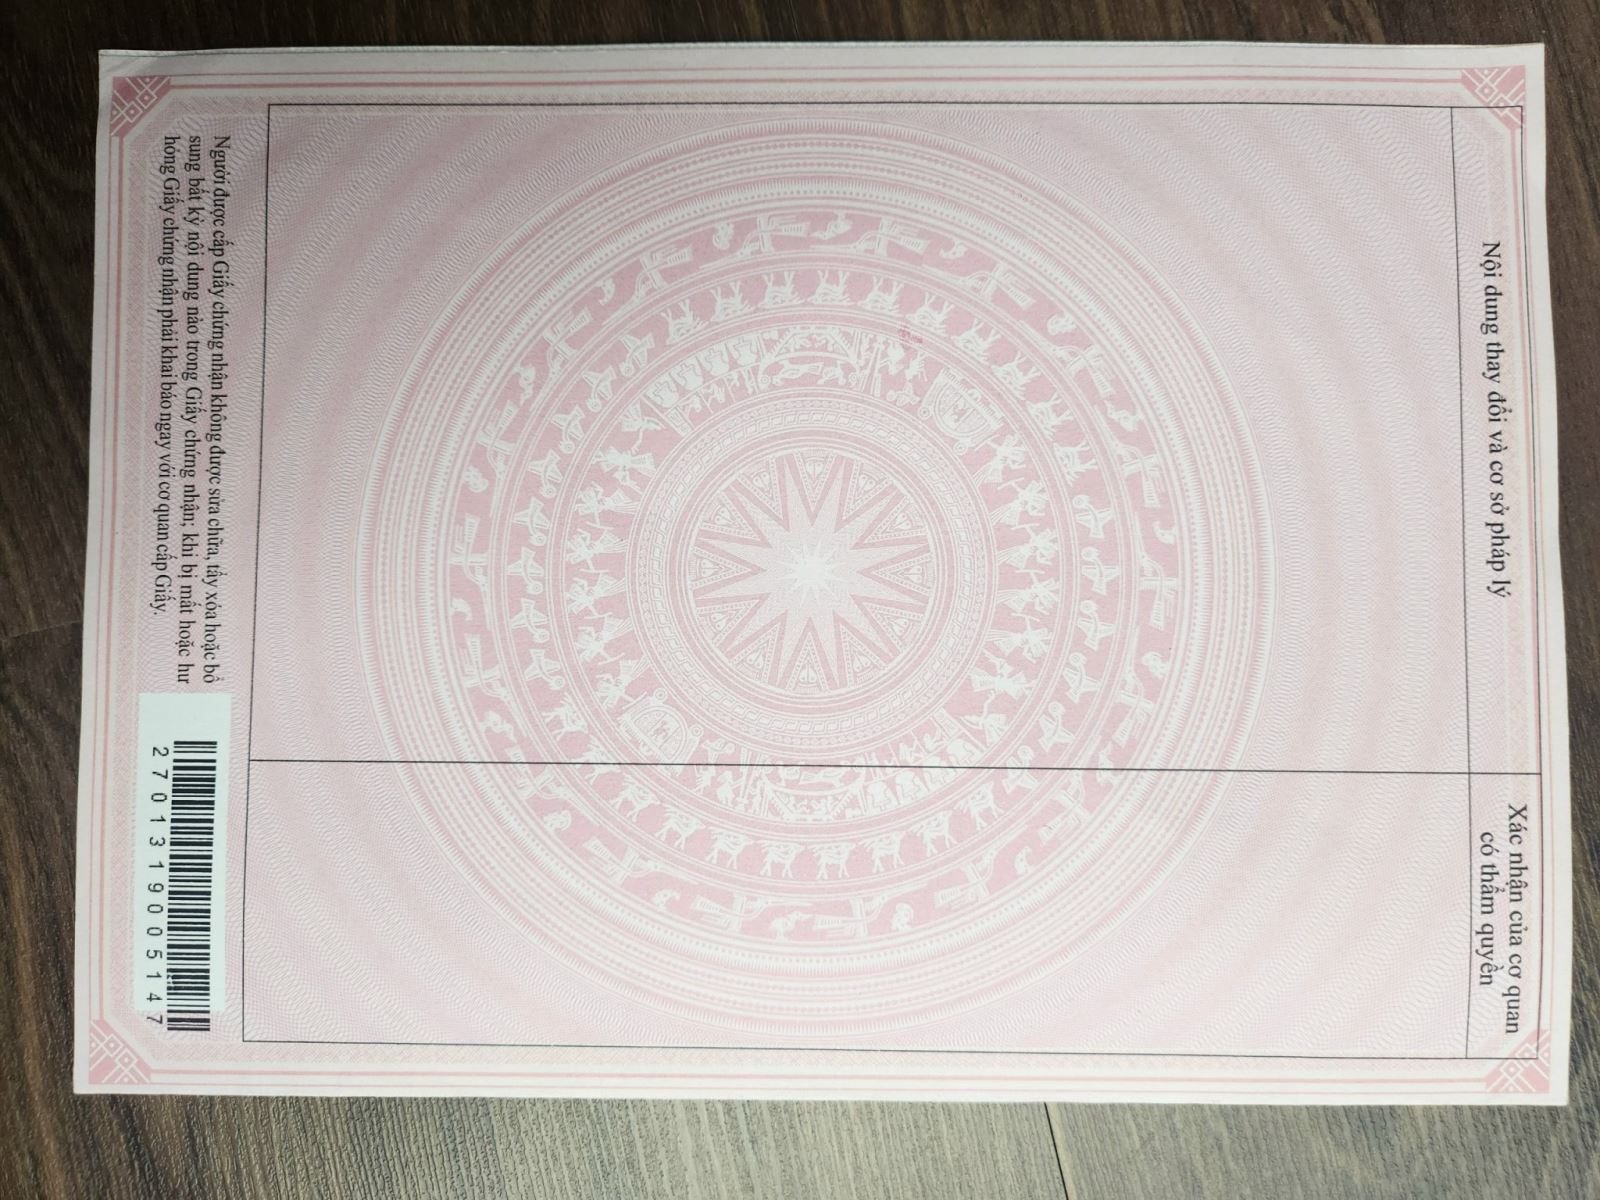 Nội dung thay đổi và cơ sở pháp lý
Xác nhận của cơ quan
có thẩm quyền
Người được cấp Giấy chứng nhận không được sửa chữa, tẩy xóa hoặc bổ
sung bất kỳ nội dung nào trong Giấy chứng nhận; khi bị mất hoặc hư
hỏng Giấy chứng nhận phải khai báo ngay với cơ quan cấp Giấy.
2701319005147